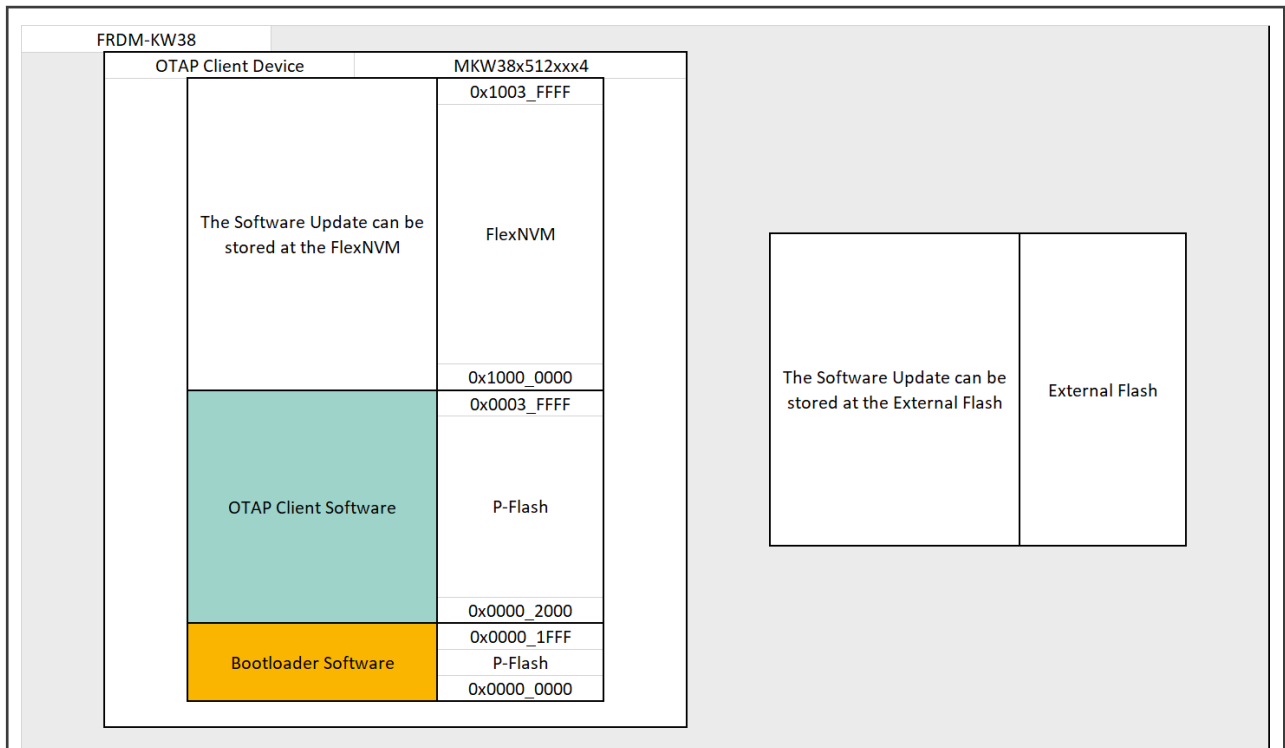 FRDM-KW38
OTAP Client Device
MKW38x512xxx4
0x1003_FFFF
The Software Update can be
stored at the FlexNVM
FlexNVM
0x1000_0000
0x0003_FFFF
OTAP Client Software
P-Flash
0x0000_2000
0x0000_1FFF
Bootloader Software
P-Flash
0x0000_0000
The Software Update can be
stored at the External Flash
External Flash